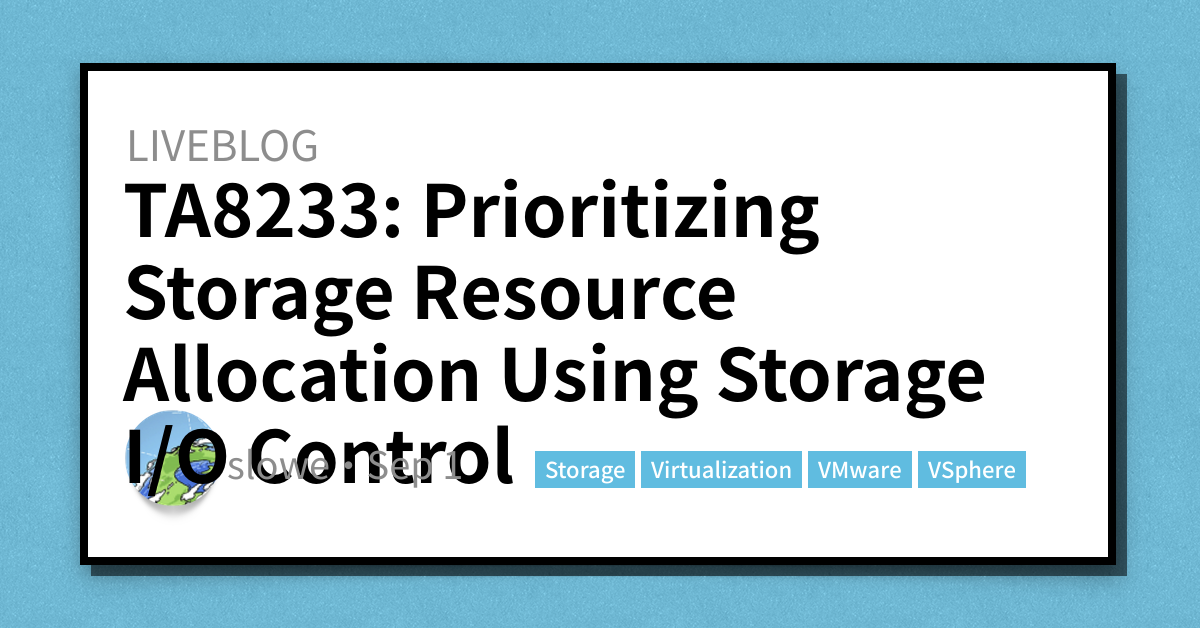 LIVEBLOG
TA8233: Prioritizing
Storage Resource
Allocation Using Storage
I/O Control
slowe • Sep 1
Storage Virtualization VMware VSphere